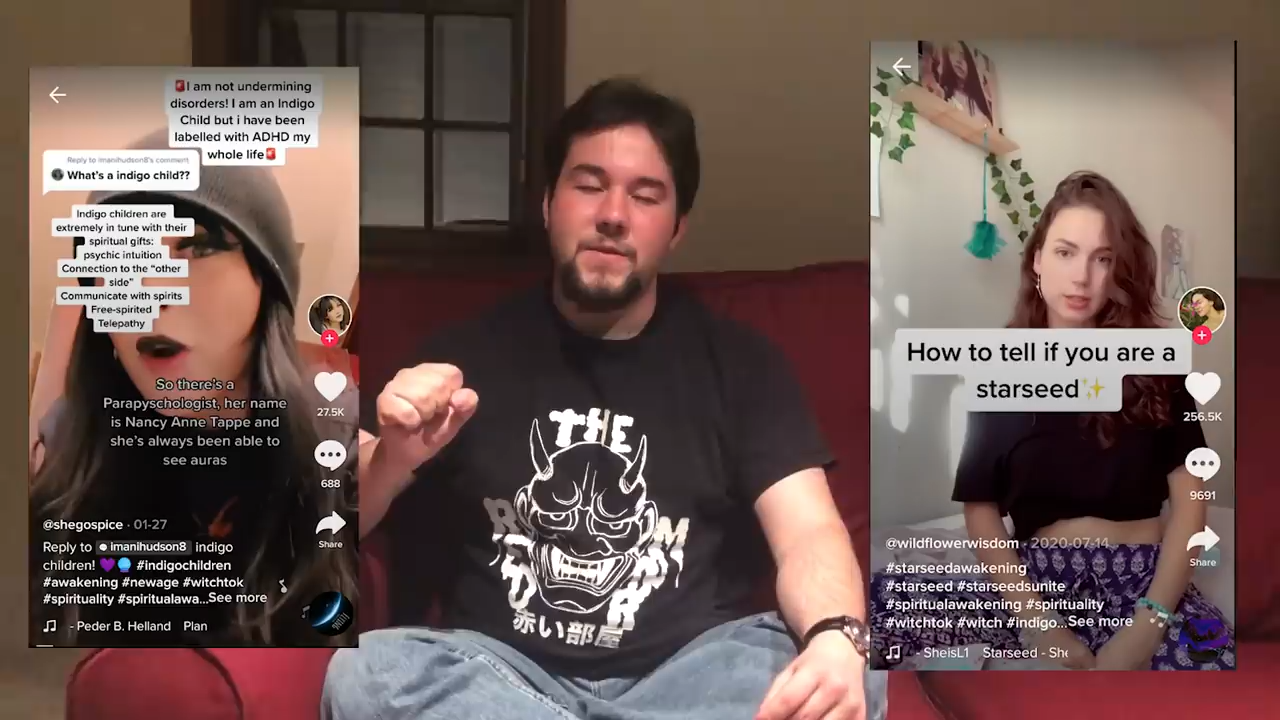 🚨I am not undermining
disorders! I am an Indigo
Child but i have been
labelled with ADHD my
whole life🚨
Reply to imanihudson8's comment
What's a indigo child??
Indigo children are
extremely in tune with their
spiritual gifts:
psychic intuition
Connection to the "other
side"
Communicate with spirits
Free-spirited
Telepathy
So there's a
Parapyschologist, her name
is Nancy Anne Tappe and
she's always been able to
see auras
27.5K
688
Share
@shegospice · 01-27
Reply to imanihudson8 indigo
children! 💜🔮 #indigochildren
#awakening #newage #witchtok
#spirituality #spiritualawa...See more
- Peder B. Helland Plan
THE
RED
ROOM
赤い部屋
How to tell if you are a
starseed✨
256.5K
9691
Share
@wildflowerwisdom · 2020-07-14
#starseedawakening
#starseed #starseedsunite
#spiritualawakening #spirituality
#witchtok #witch #indigo...See more
- SheisL1 Starseed - She